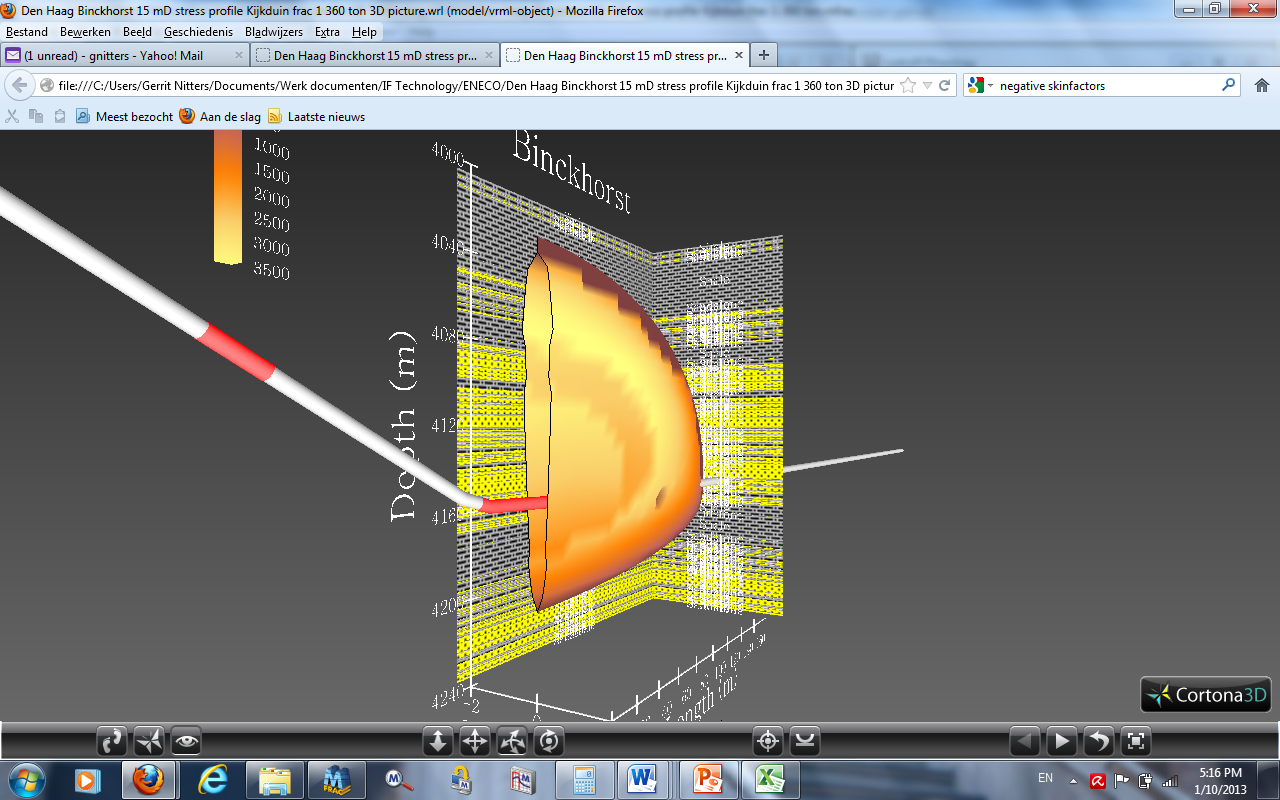 Den Haag Binckhorst 15 mD stress profile Kijkduin frac 1 360 ton 3D picture.wrl (model/vrml-object) - Mozilla Firefox
Bestand Bewerken Beeld Geschiedenis Bladwijzers Extra Help
(1 unread) - gnitters - Yahoo! Mail
Den Haag Binckhorst 15 mD stress pr...
Den Haag Binckhorst 15 mD stress pr...
file:///C:/Users/Gerrit Nitters/Documents/Werk documenten/IF Technology/ENECO/Den Haag Binckhorst 15 mD stress profile Kijkduin frac 1 360 ton 3D pictur
negative skinfactors
Meest bezocht Aan de slag Laatste nieuws
1000
1500
2000
2500
3000
3500
Binckhorst
Depth (m)
4000
4040
4080
412
4160
4200
4240
-2
0
Cortona3D
FRAC
EN
5:16 PM
1/10/2013